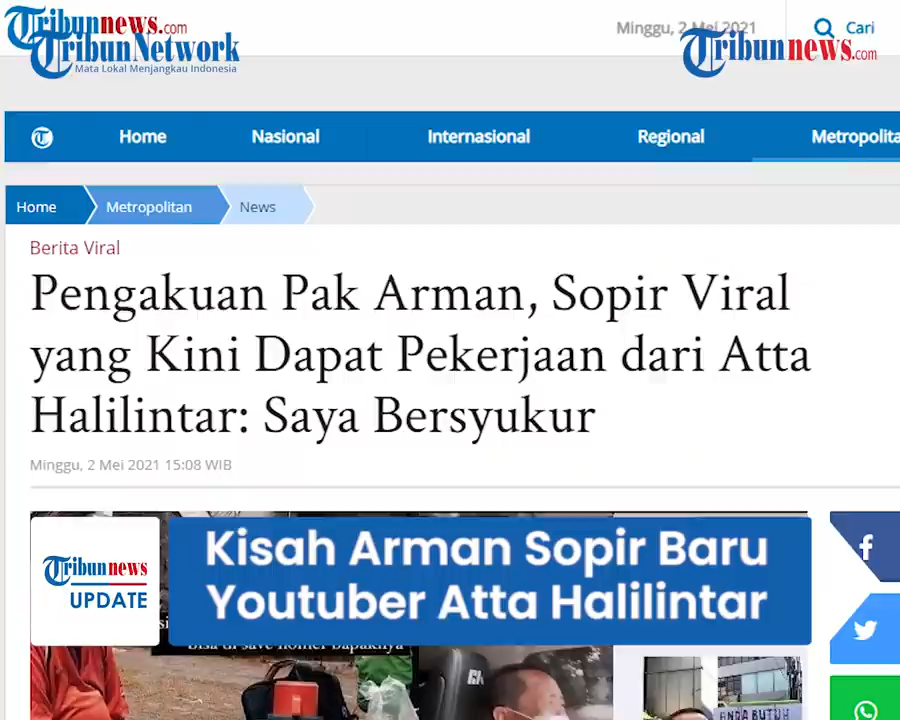 Tribunnews.com
TribunNetwork
Mata Lokal Menjangkau Indonesia
Minggu, 2 Mei 2021
Cari
Tribunnews.com
Home
Nasional
Internasional
Regional
Metropolita
Home
Metropolitan
News
Berita Viral
Pengakuan Pak Arman, Sopir Viral
yang Kini Dapat Pekerjaan dari Atta
Halilintar: Saya Bersyukur
Minggu, 2 Mei 2021 15:08 WIB
Tribunnews
UPDATE
Kisah Arman Sopir Baru
Youtuber Atta Halilintar
ANDA BUTUH